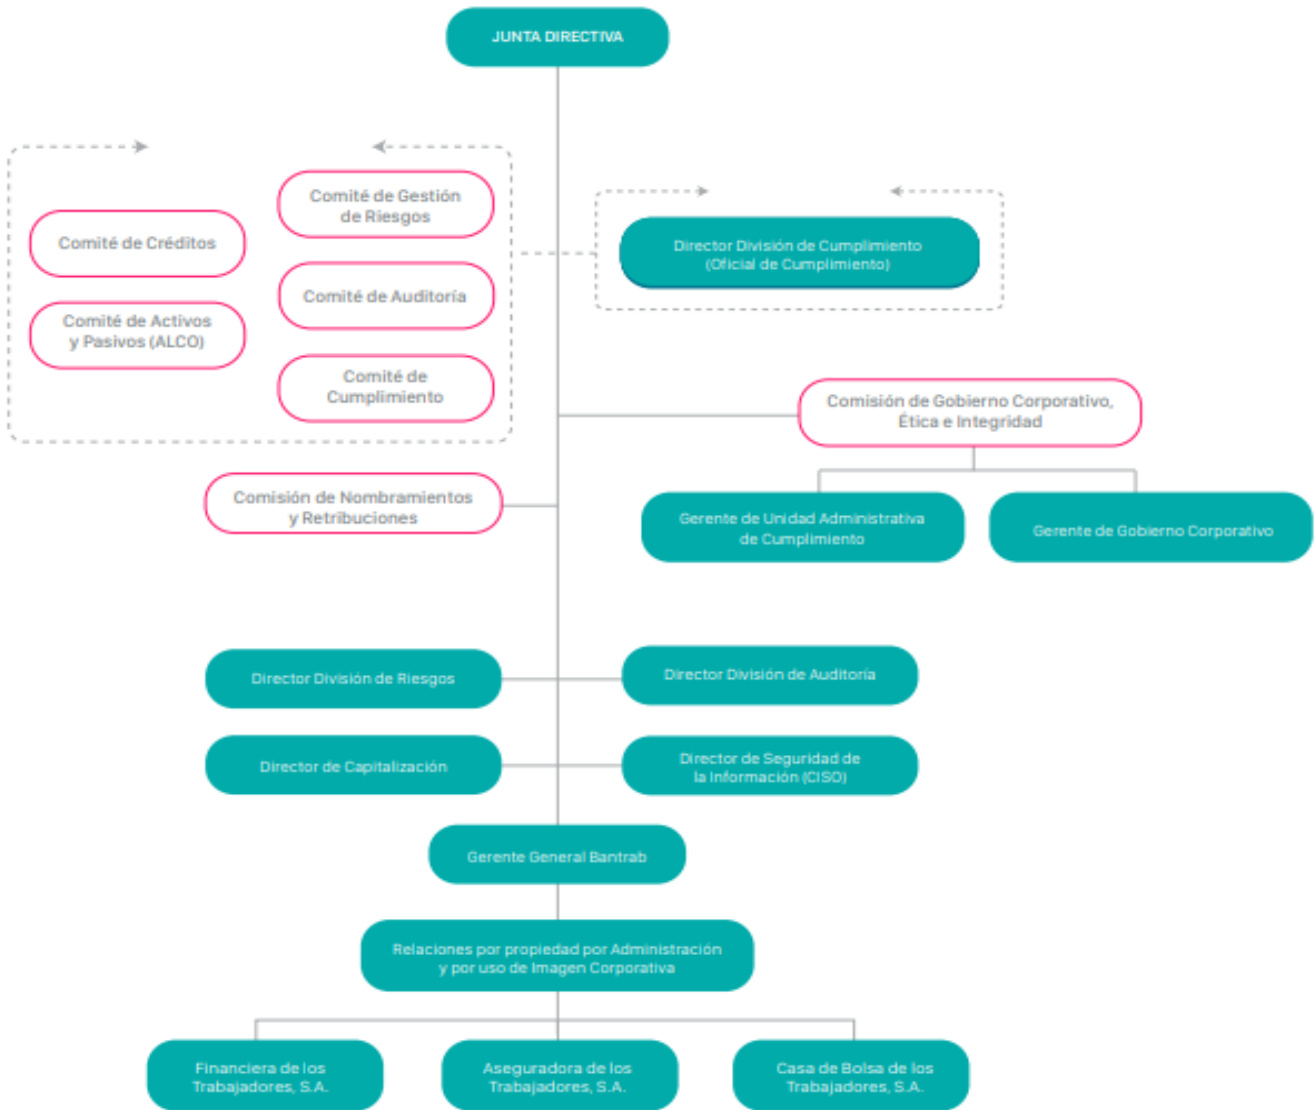 JUNTA DIRECTIVA
Comité de Créditos
Comité de Activos
y Pasivos (ALCO)
Comité de Gestión
de Riesgos
Comité de Auditoría
Comité de
Cumplimiento
Director División de Cumplimiento
(Oficial de Cumplimiento)
Comisión de Gobierno Corporativo,
Ética e Integridad
Comisión de Nombramientos
y Retribuciones
Gerente de Unidad Administrativa
de Cumplimiento
Gerente de Gobierno Corporativo
Director División de Riesgos
Director División de Auditoría
Director de Capitalización
Director de Seguridad de
la Información (CISO)
Gerente General Bantrab
Relaciones por propiedad por Administración
y por uso de Imagen Corporativa
Financiera de los
Trabajadores, S.A.
Aseguradora de los
Trabajadores, S.A.
Casa de Bolsa de los
Trabajadores, S.A.